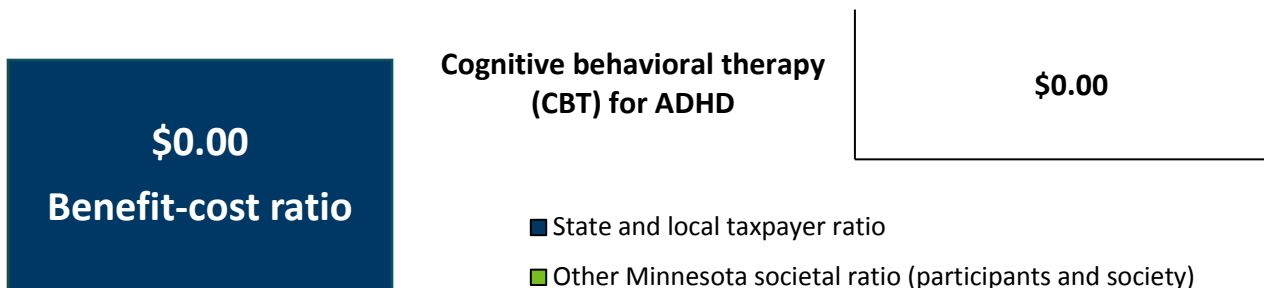 $0.00
Benefit-cost ratio
Cognitive behavioral therapy
(CBT) for ADHD
$0.00
State and local taxpayer ratio
Other Minnesota societal ratio (participants and society)